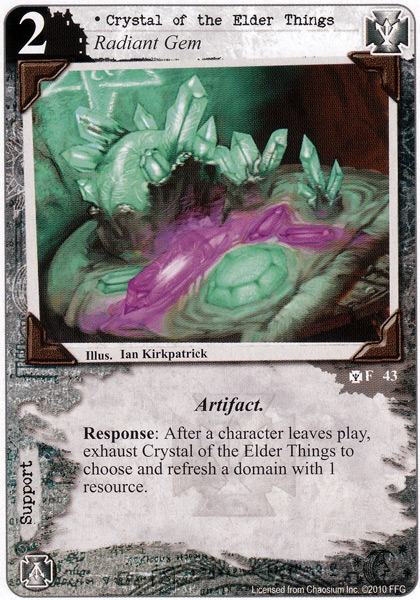 2
• Crystal of the Elder Things
Radiant Gem
Illus. Ian Kirkpatrick
F 43
Artifact.
Response: After a character leaves play,
exhaust Crystal of the Elder Things to
choose and refresh a domain with 1
resource.
Support
Licensed from Chaosium Inc. ©2010 FFG